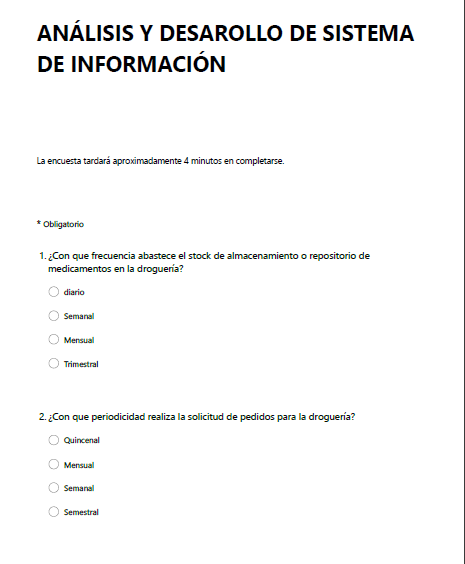 ANÁLISIS Y DESAROLLO DE SISTEMA
DE INFORMACIÓN
La encuesta tardará aproximadamente 4 minutos en completarse.
* Obligatorio
1. ¿Con que frecuencia abastece el stock de almacenamiento o repositorio de
medicamentos en la droguería?
diario
Semanal
Mensual
Trimestral
2. ¿Con que periodicidad realiza la solicitud de pedidos para la droguería?
Quincenal
Mensual
Semanal
Semestral